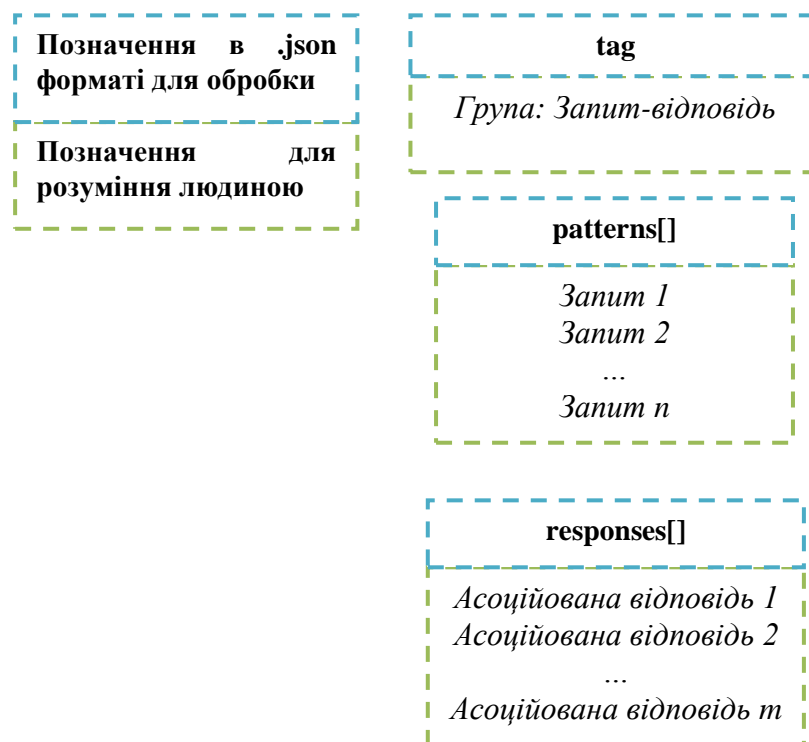 Позначення в .json
форматі для обробки
Позначення для
розуміння людиною
tag
Група: Запит-відповідь
patterns[]
Запит 1
Запит 2
...
Запит n
responses[]
Асоційована відповідь 1
Асоційована відповідь 2
...
Асоційована відповідь m